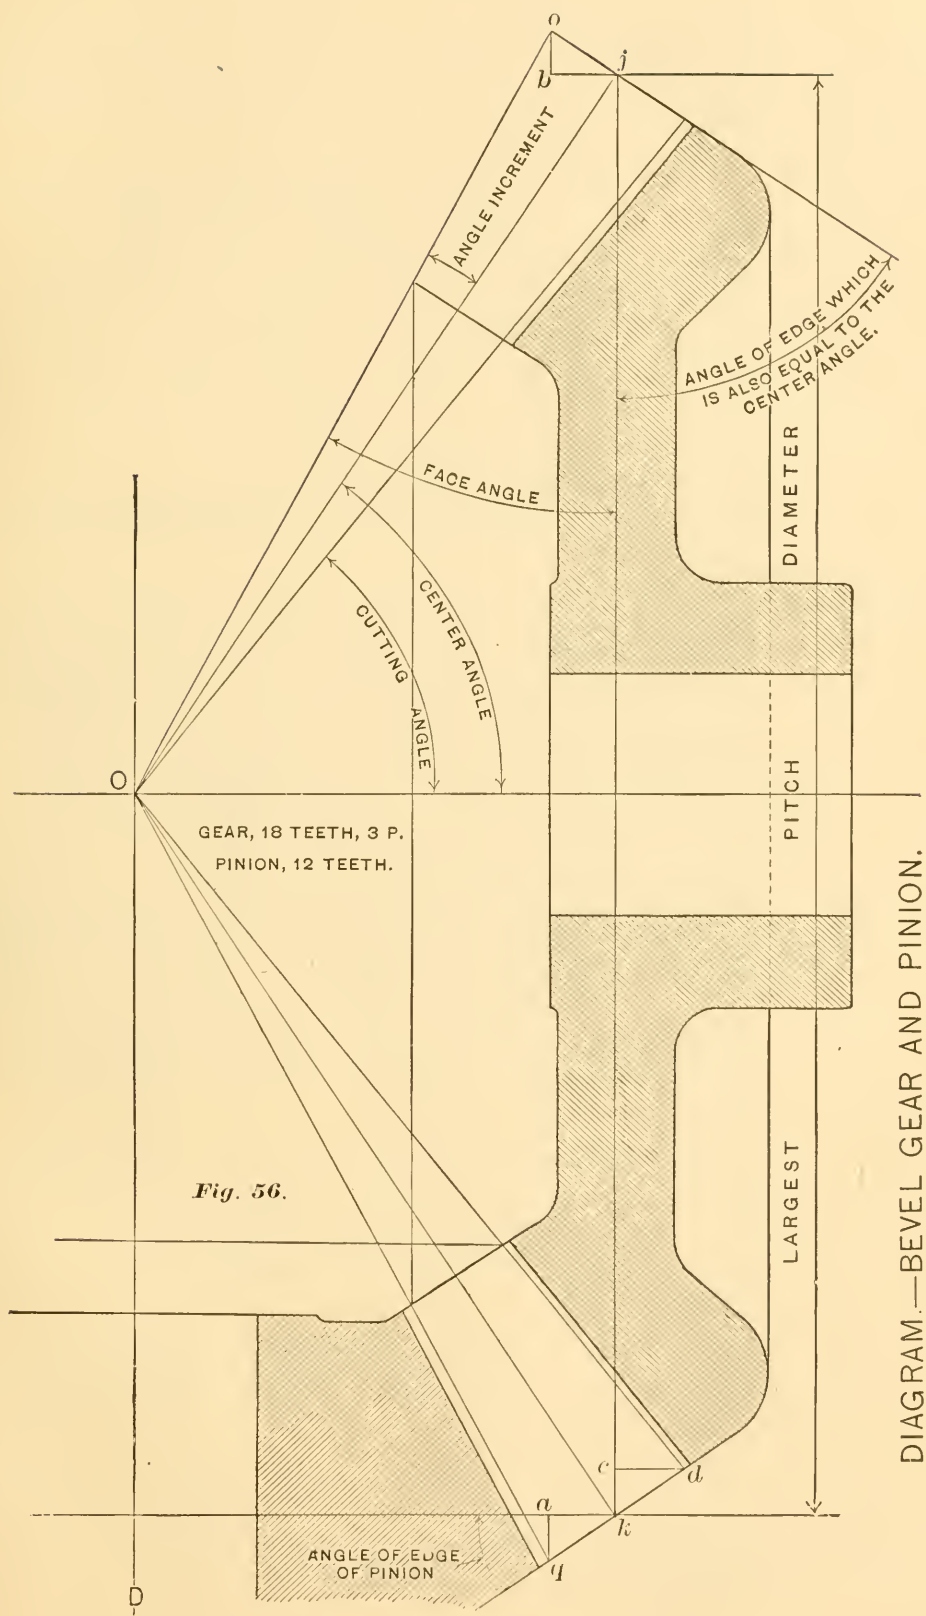 o
b
j
ANGLE INCREMENT
ANGLE OF EDGE WHICH
IS ALSO EQUAL TO THE
CENTER ANGLE.
FACE ANGLE
CENTER ANGLE
CUTTING
ANGLE
DIAMETER
O
PITCH
GEAR, 18 TEETH, 3 P.
PINION, 12 TEETH.
Fig. 56.
LARGEST
c
d
a
k
q
ANGLE OF EDGE
OF PINION
D
DIAGRAM.—BEVEL GEAR AND PINION.